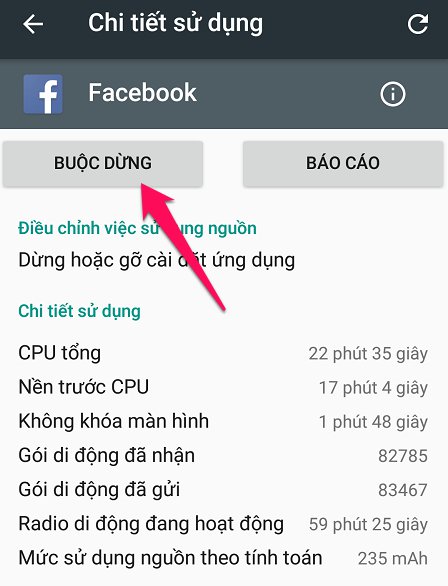 Chi tiết sử dụng
Facebook
BUỘC DỪNG
BÁO CÁO
Điều chỉnh việc sử dụng nguồn
Dừng hoặc gỡ cài đặt ứng dụng
Chi tiết sử dụng
CPU tổng 22 phút 35 giây
Nền trước CPU 17 phút 4 giây
Không khóa màn hình 1 phút 48 giây
Gói di động đã nhận 82785
Gói di động đã gửi 83467
Radio di động đang hoạt động 59 phút 25 giây
Mức sử dụng nguồn theo tính toán 235 mAh